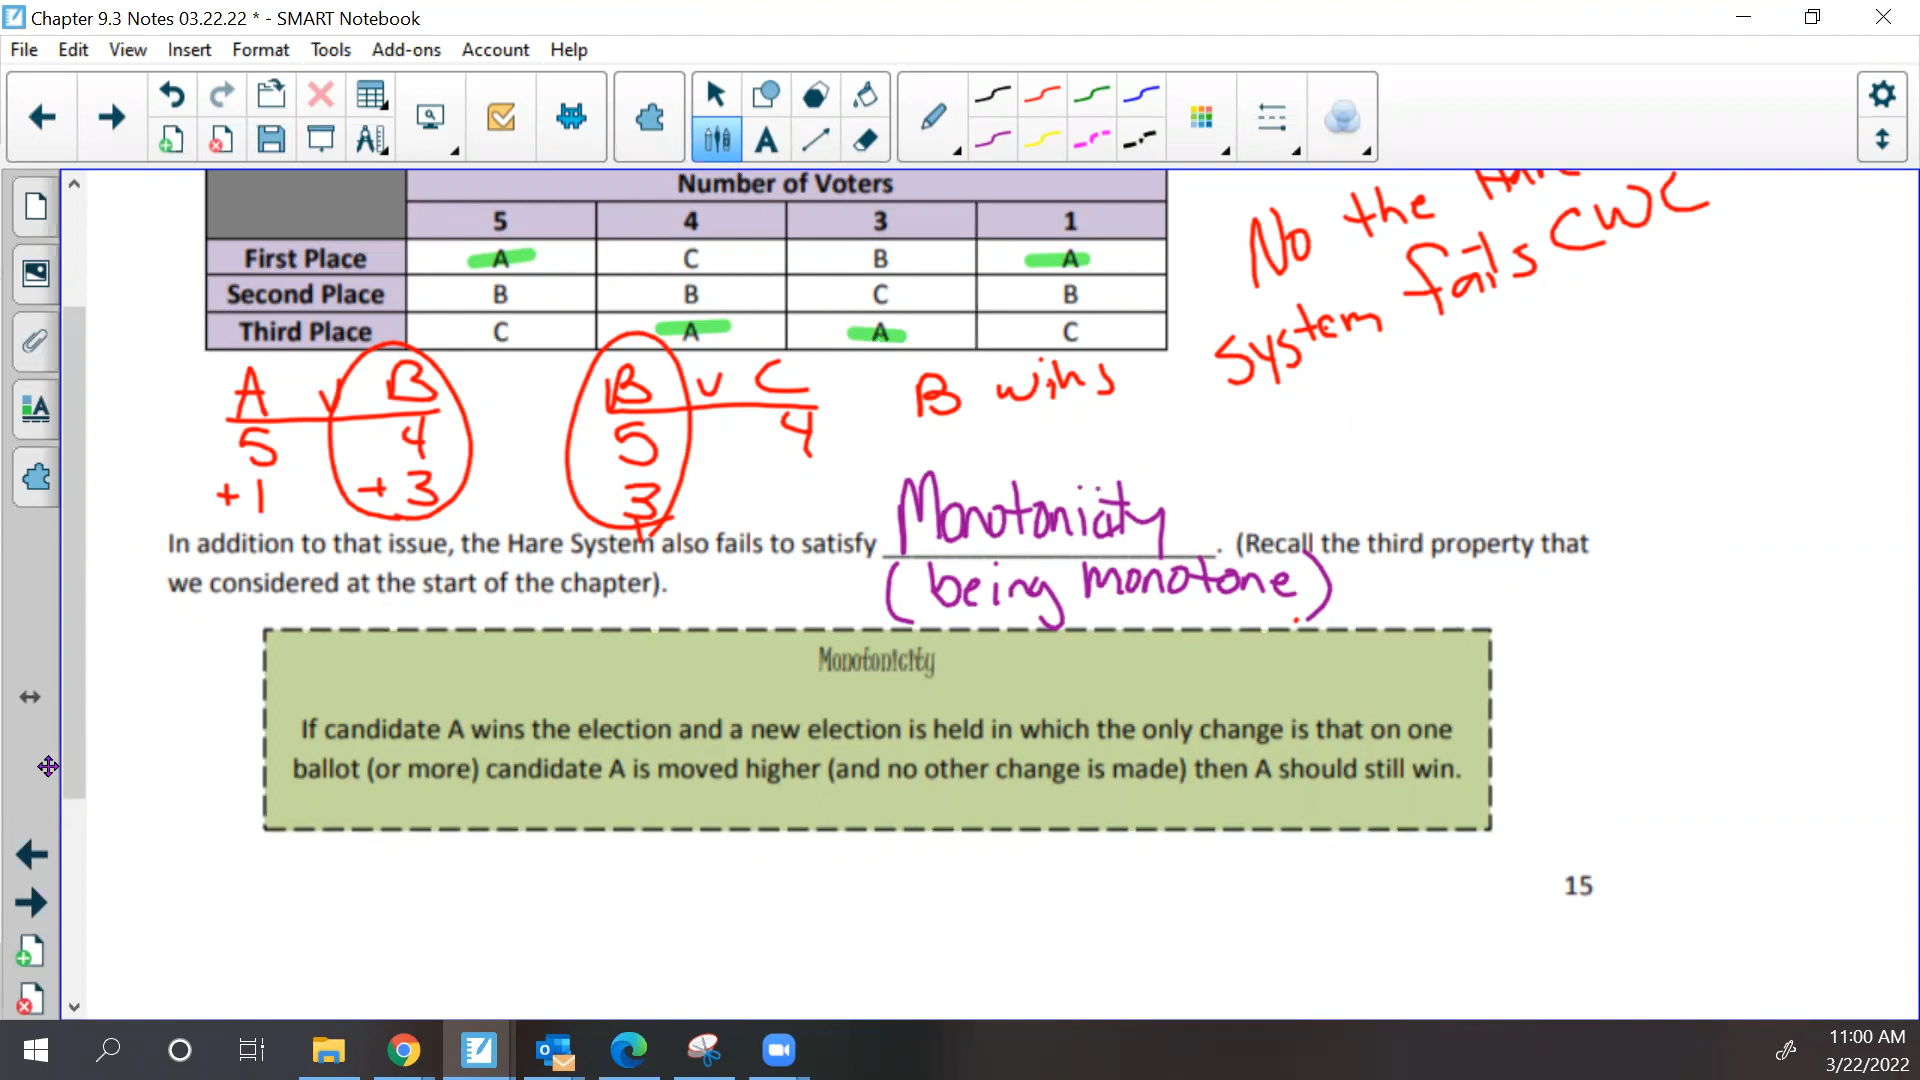 Chapter 9.3 Notes 03.22.22 * - SMART Notebook
File Edit View Insert Format Tools Add-ons Account Help
Number of Voters
5 4 3 1
First Place A C B A
Second Place B B C B
Third Place C A A C
No the
System fails CWC
A v B
5 4
+1 +3
B v C
5 4
3
B wins
Monotonicity
In addition to that issue, the Hare System also fails to satisfy ____. (Recall the third property that
we considered at the start of the chapter).
(being monotone)
Monotonicity
If candidate A wins the election and a new election is held in which the only change is that on one
ballot (or more) candidate A is moved higher (and no other change is made) then A should still win.
15
11:00 AM
3/22/2022